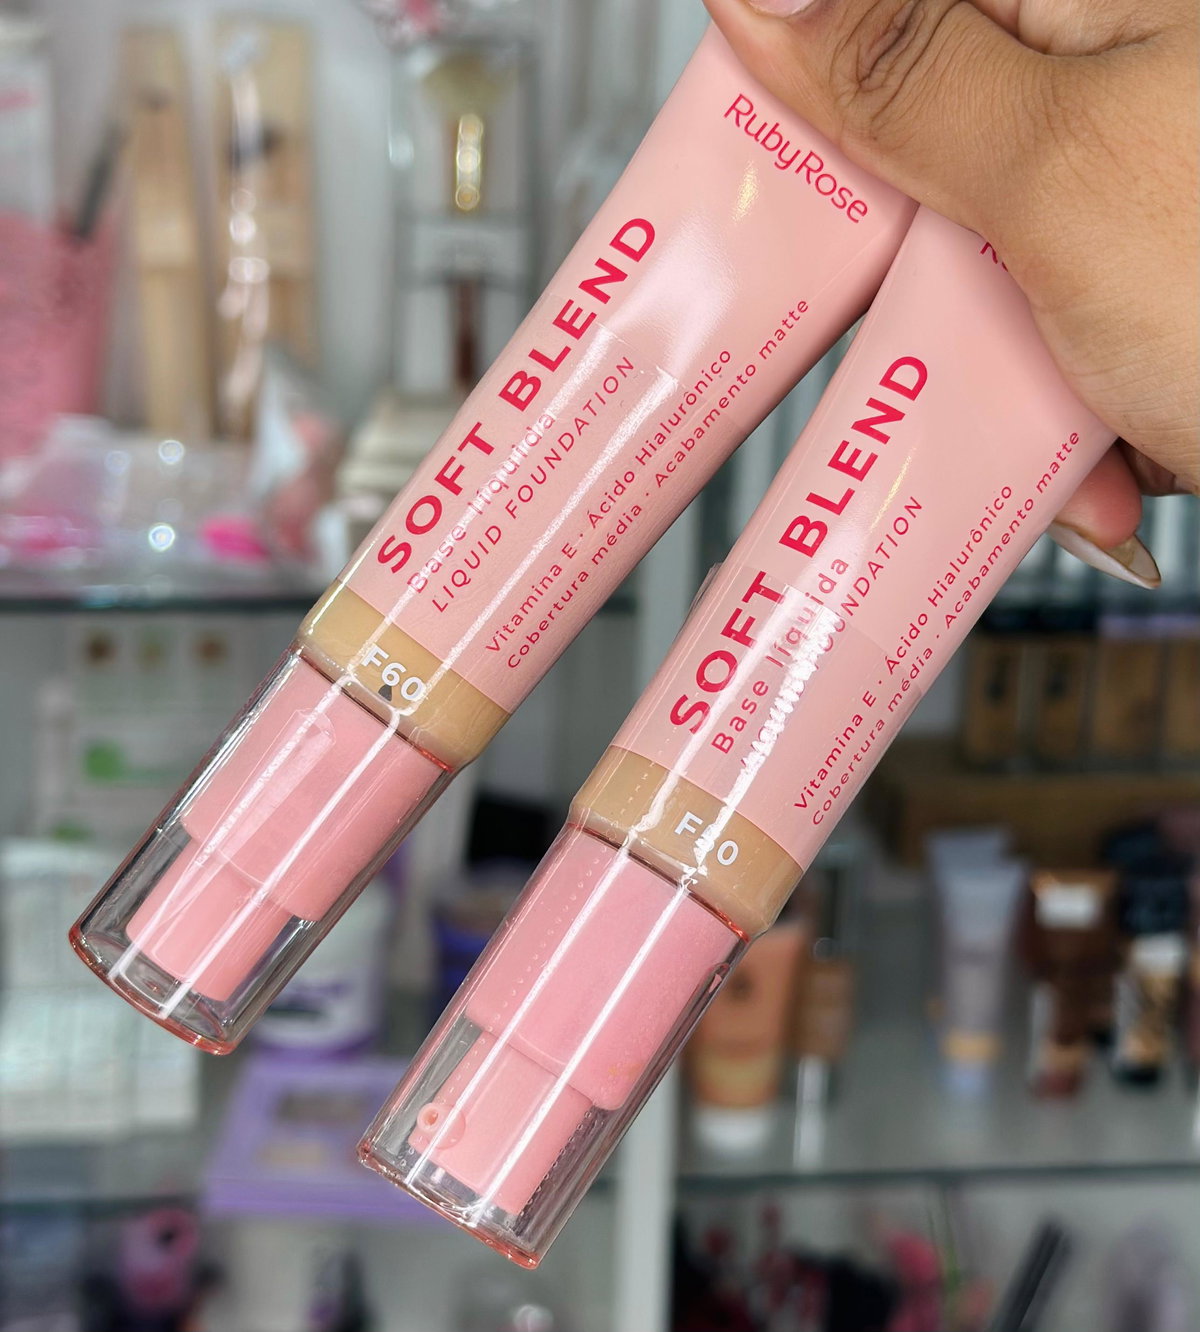 RubyRose
SOFT BLEND
Base líquida
LIQUID FOUNDATION
Vitamina E · Ácido Hialurônico
Cobertura média · Acabamento matte
F60
SOFT BLEND
Base líquida
Vitamina E · Ácido Hialurônico
Cobertura média · Acabamento matte